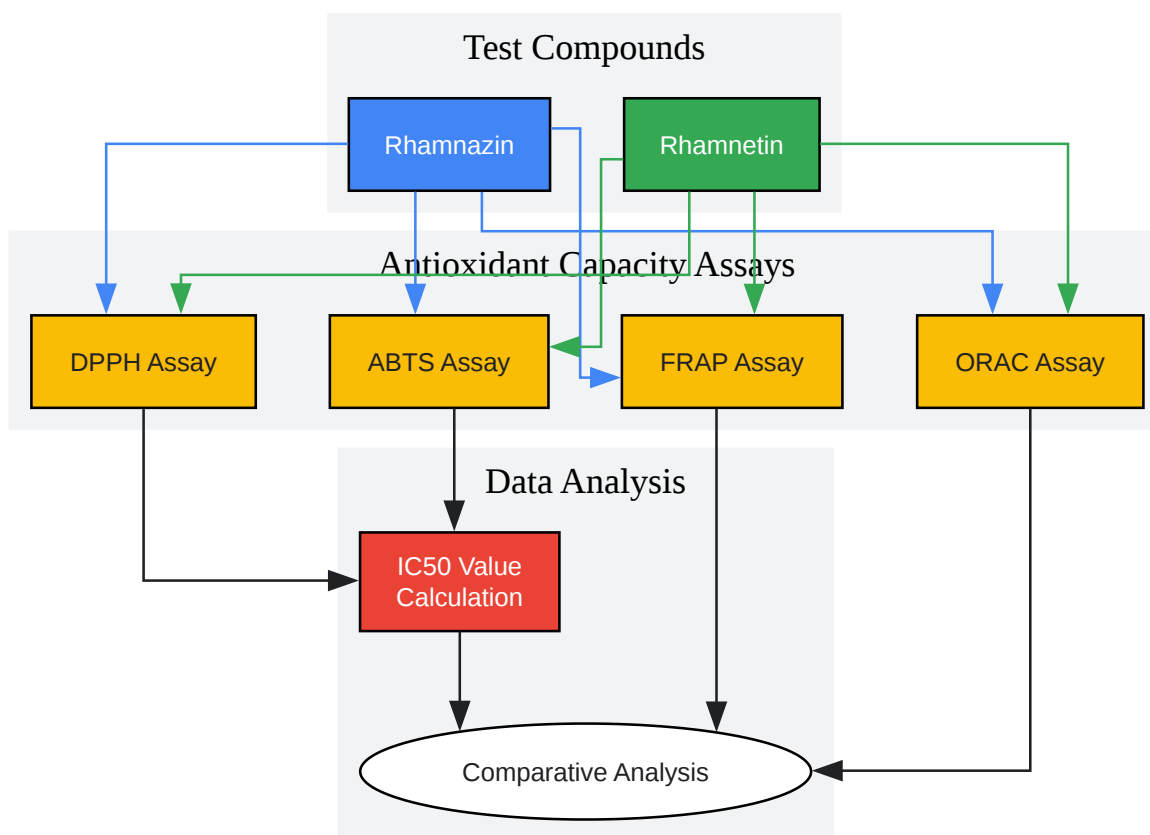 Test Compounds
Rhamnazin
Rhamnetin
Antioxidant Capacity Assays
DPPH Assay
ABTS Assay
FRAP Assay
ORAC Assay
Data Analysis
IC50 Value
Calculation
Comparative Analysis